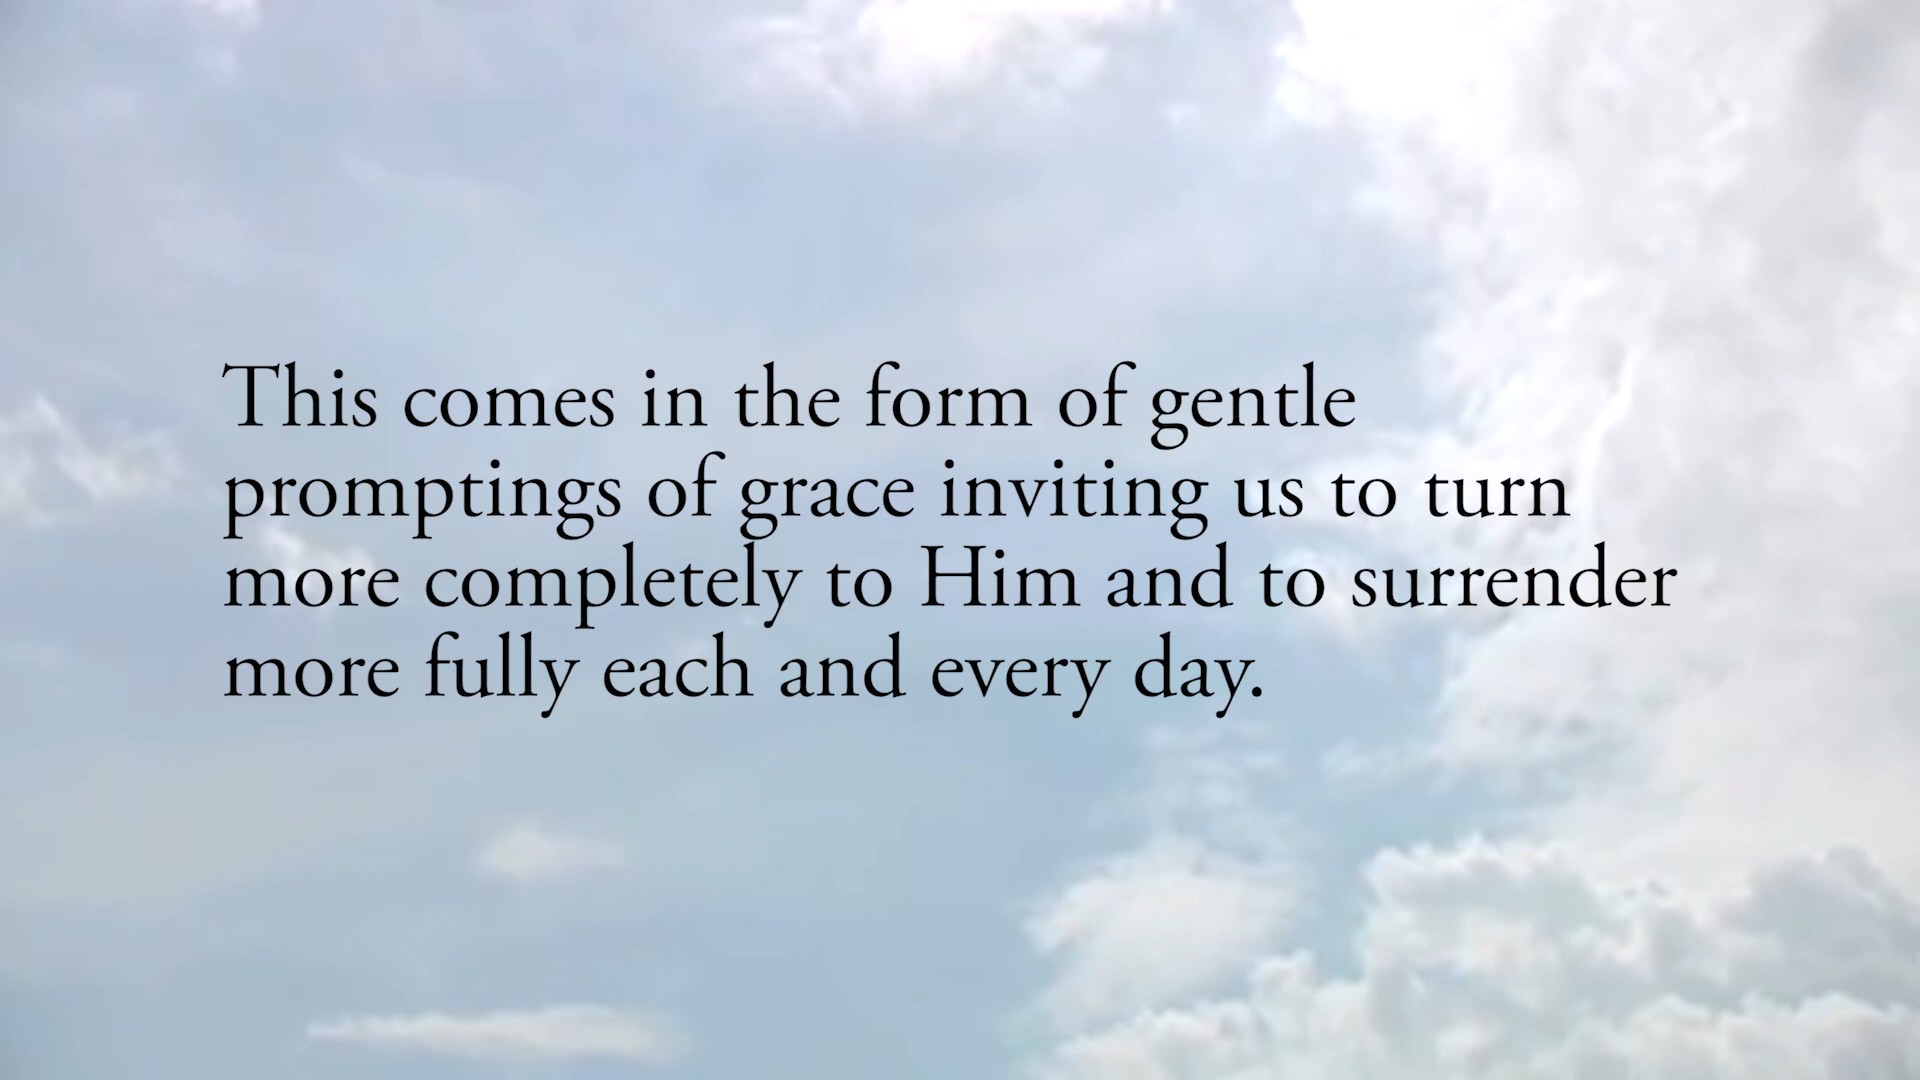 This comes in the form of gentle
promptings of grace inviting us to turn
more completely to Him and to surrender
more fully each and every day.